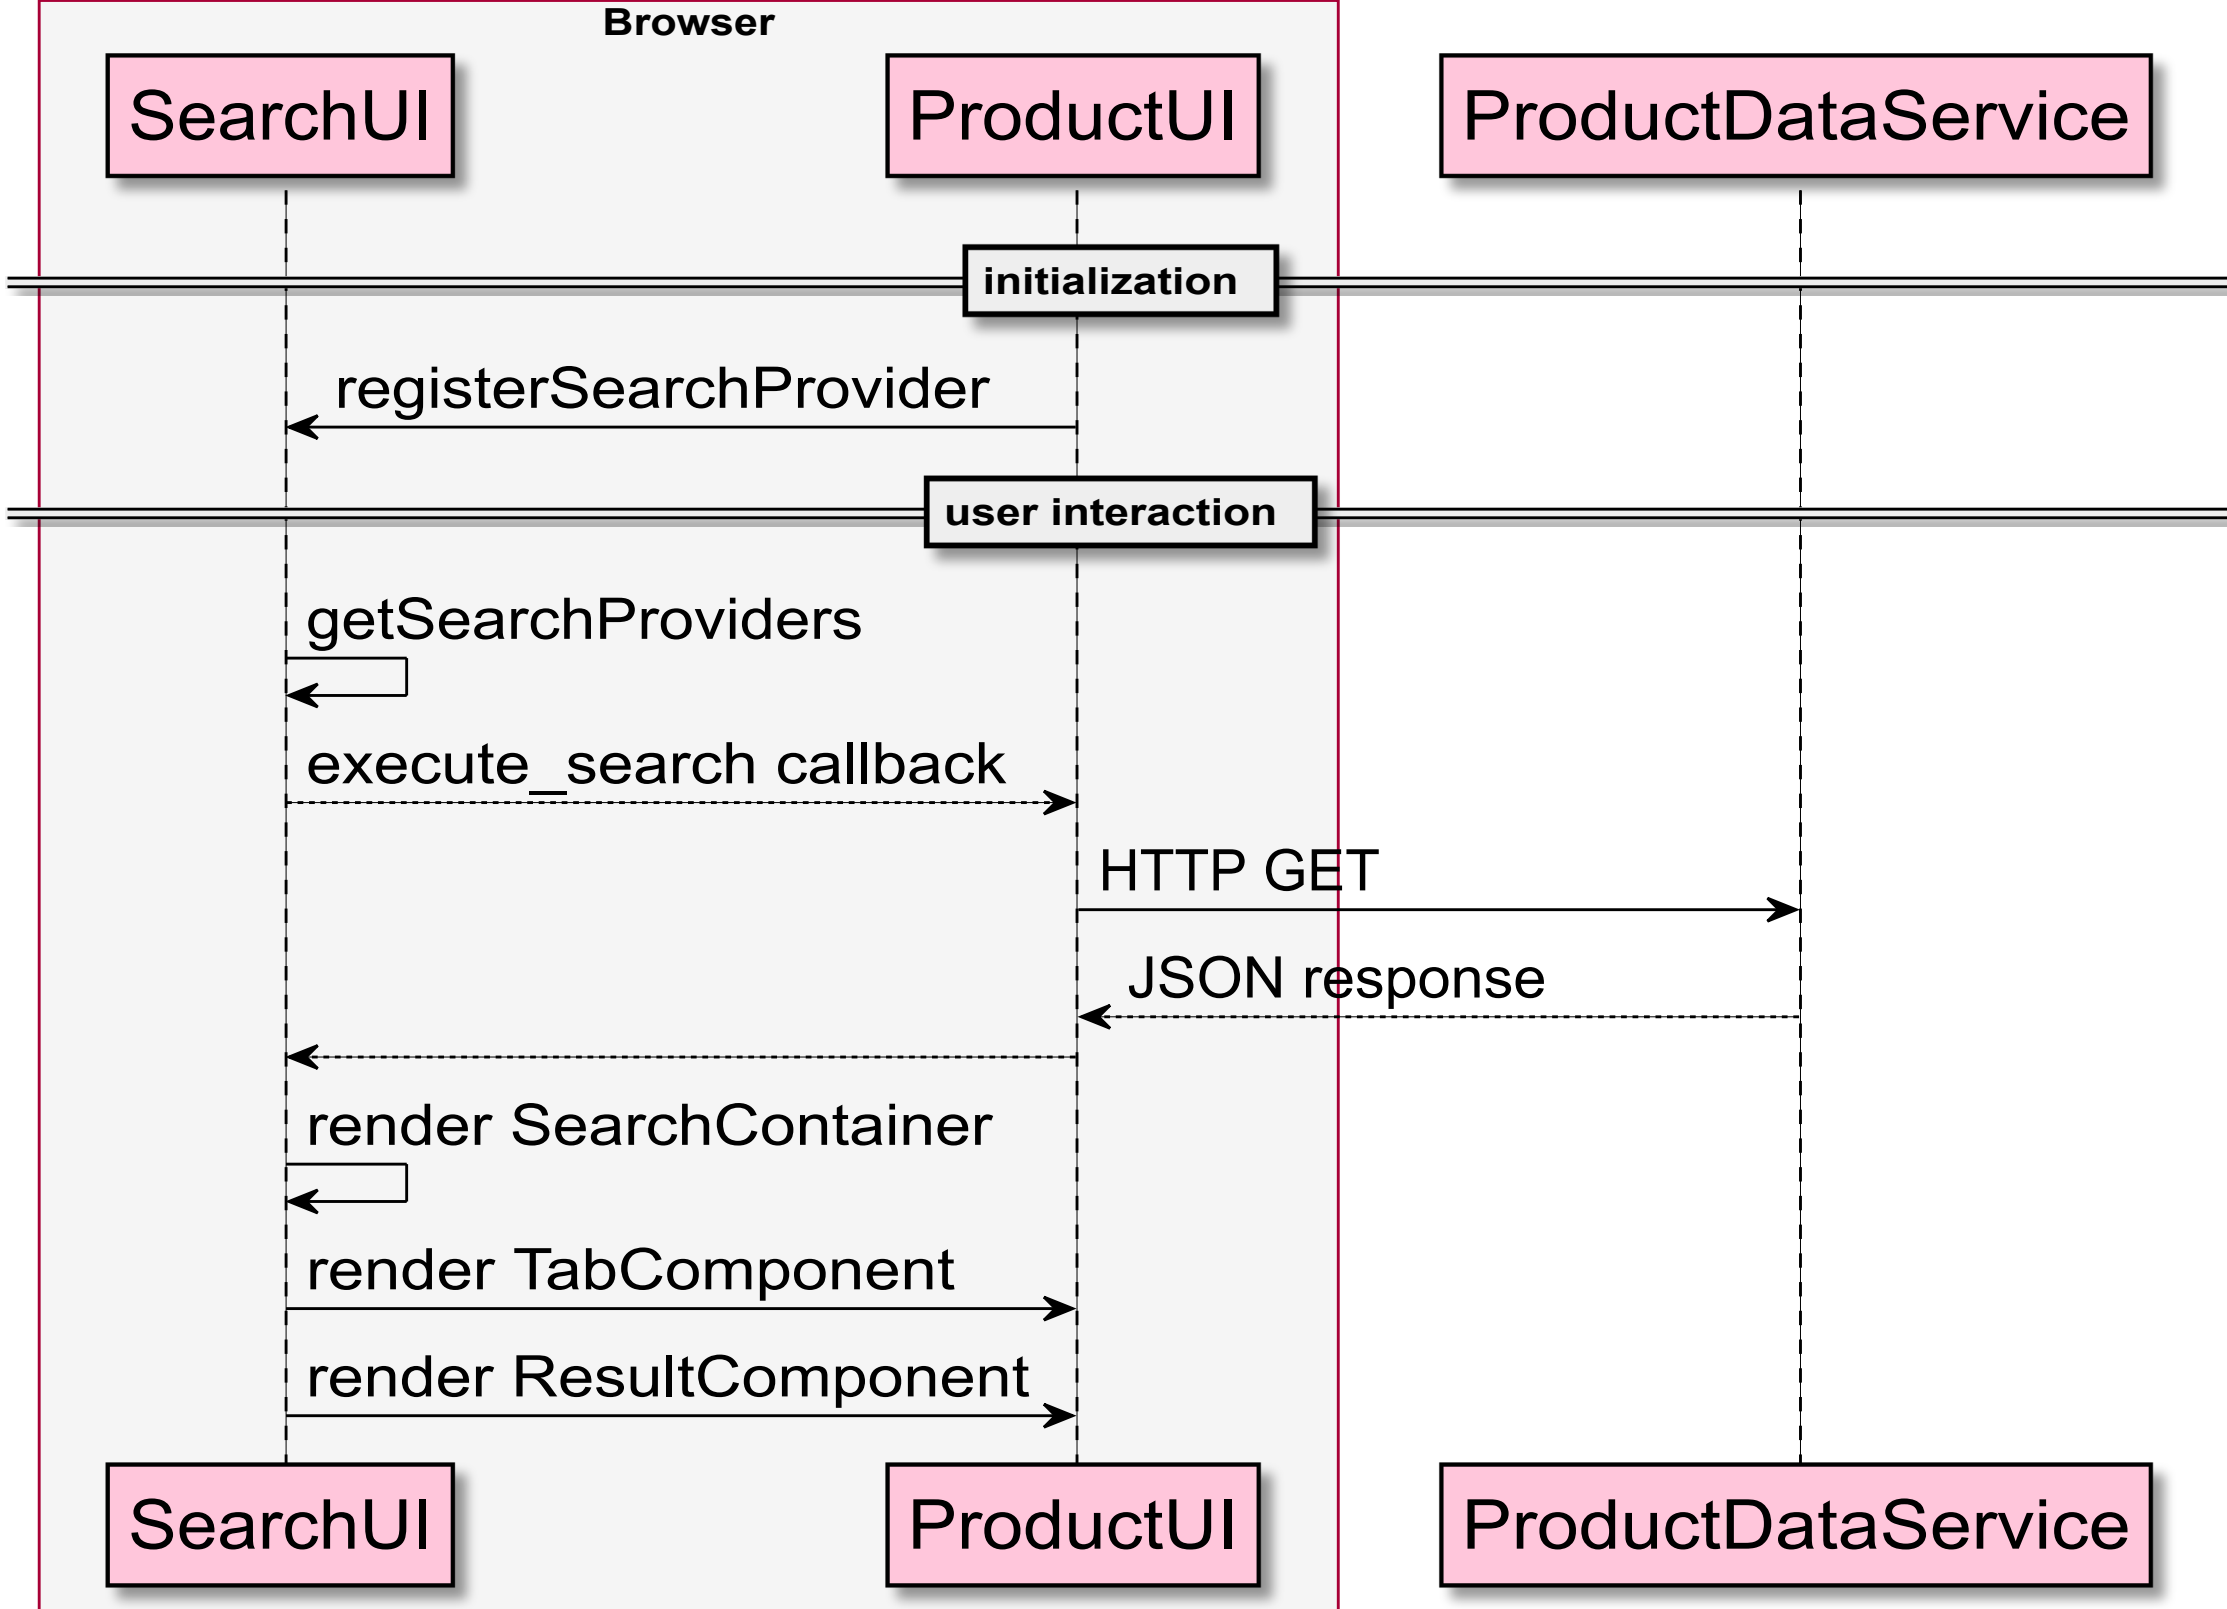 Browser
SearchUI
ProductUI
ProductDataService
initialization
registerSearchProvider
user interaction
getSearchProviders
execute_search callback
HTTP GET
JSON response
render SearchContainer
render TabComponent
render ResultComponent
SearchUI
ProductUI
ProductDataService